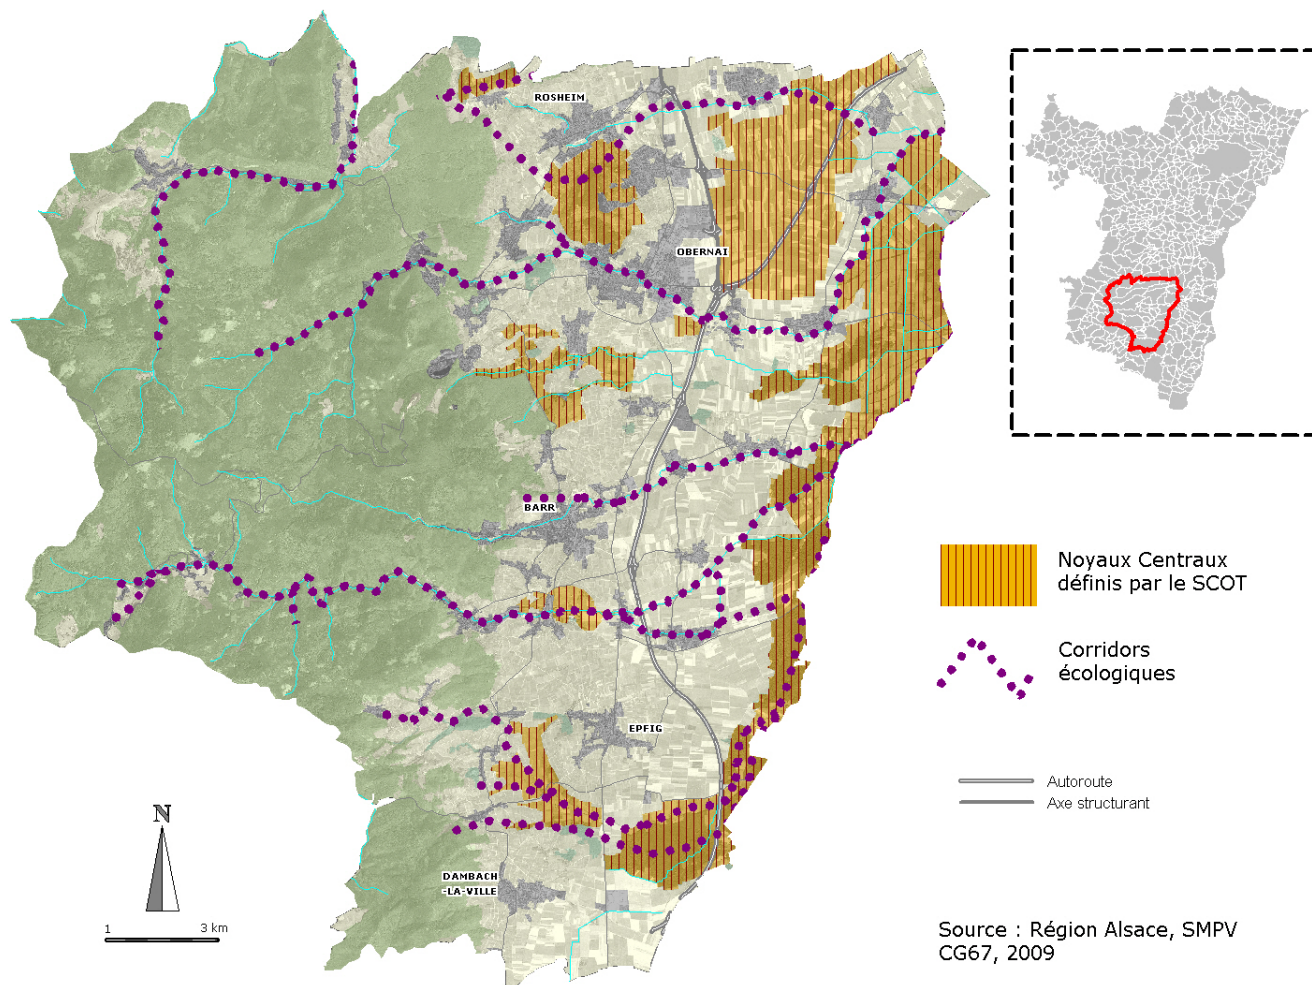 ROSHEIM
OBERNAI
BARR
EPFIG
DAMBACH
-LA-VILLE
N
1 3 km
Noyaux Centraux
définis par le SCOT
Corridors
écologiques
Autoroute
Axe structurant
Source : Région Alsace, SMPV
CG67, 2009